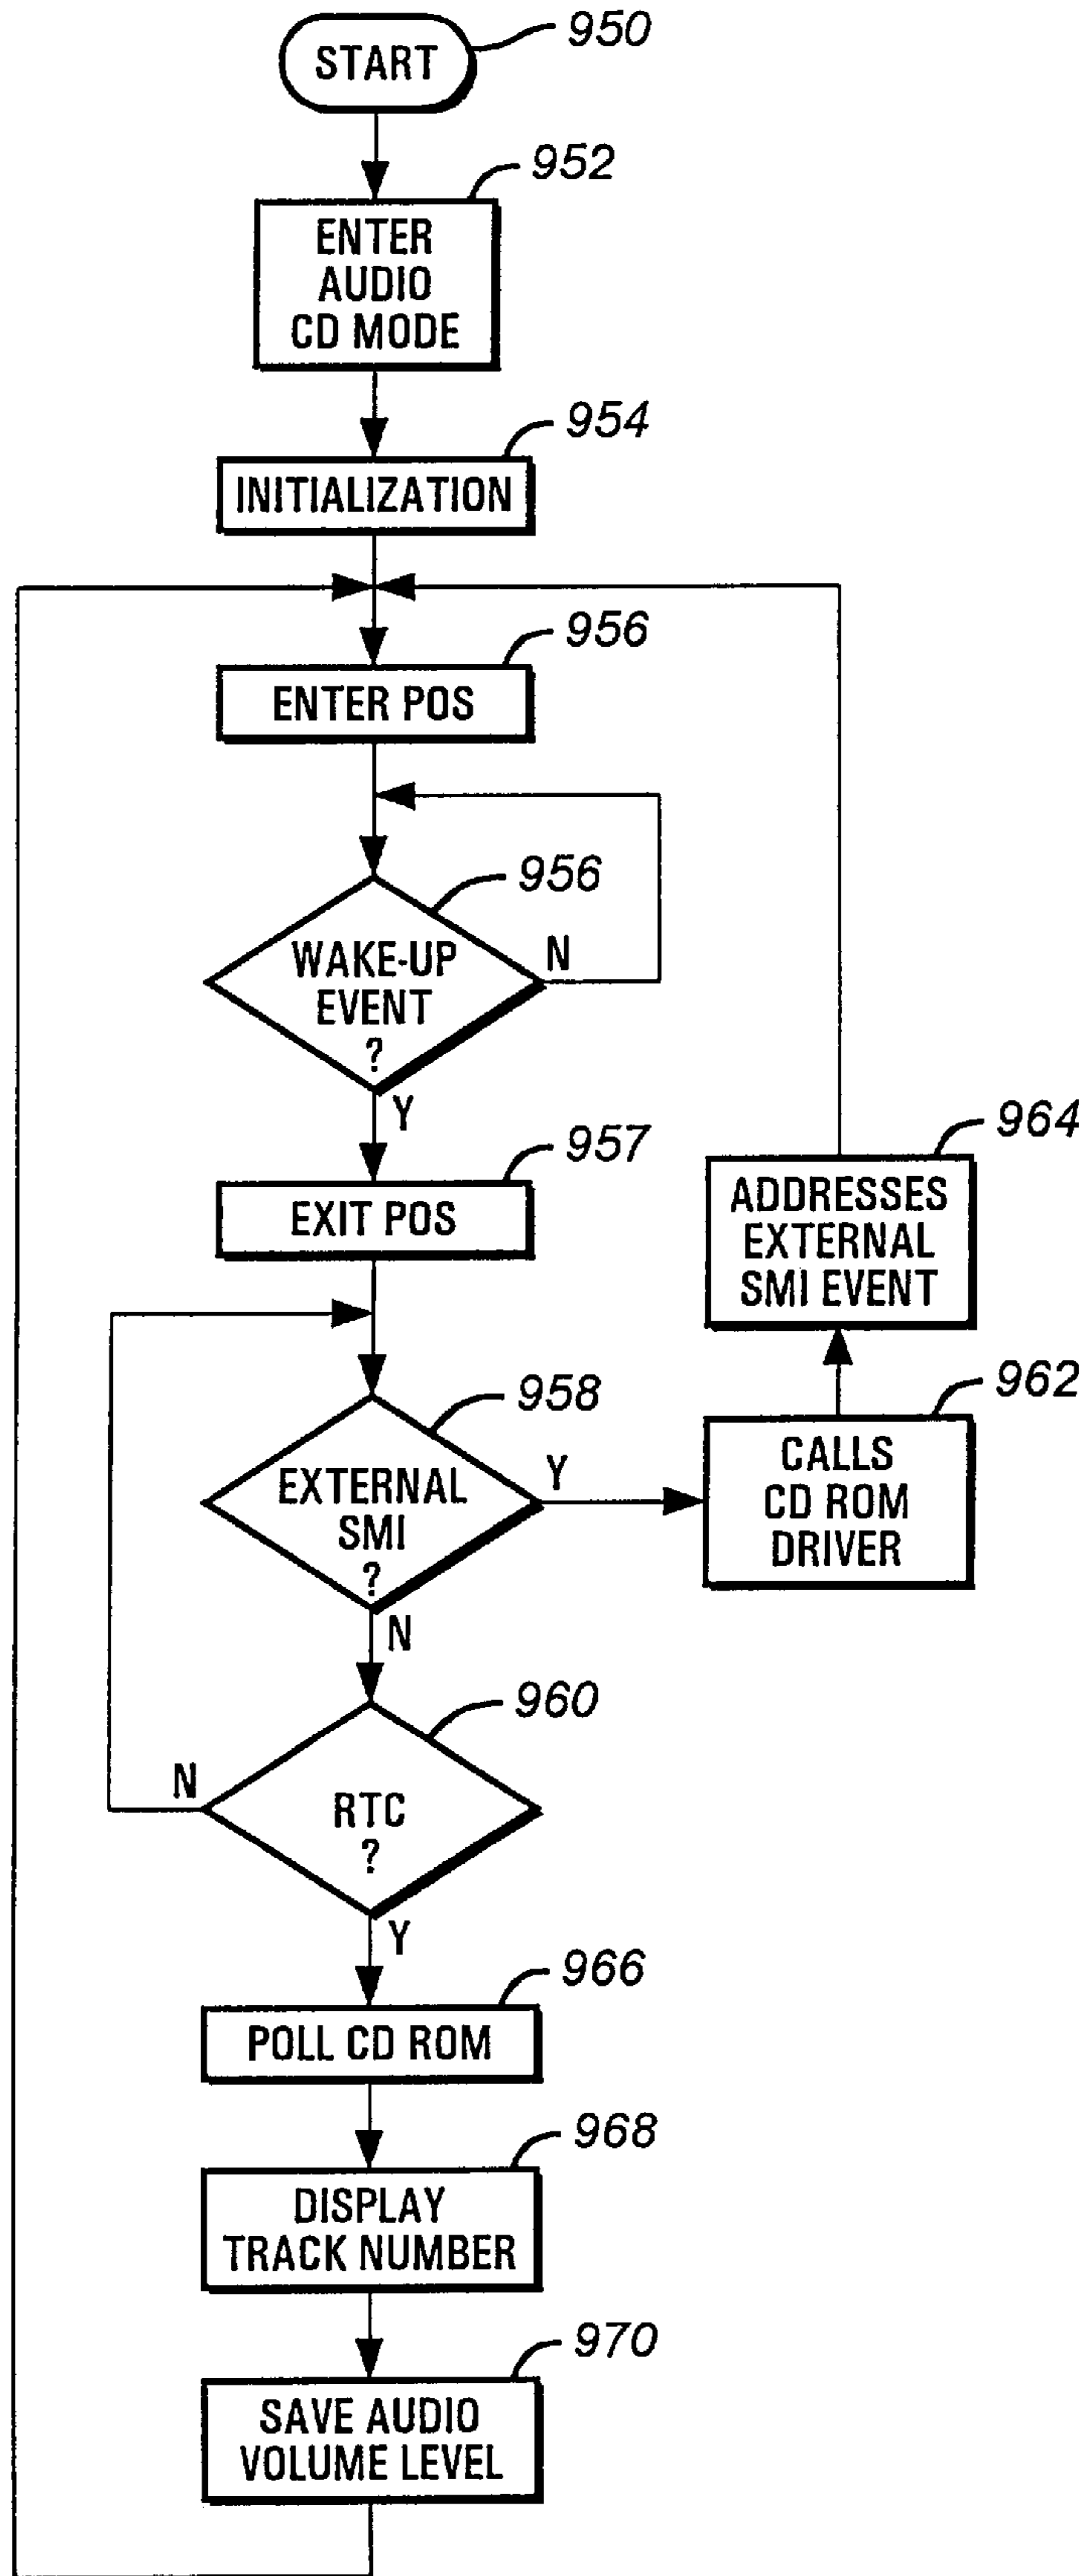 950
START
952
ENTER
AUDIO
CD MODE
954
INITIALIZATION
956
ENTER POS
956
WAKE-UP
EVENT
?
N
Y
957
EXIT POS
964
ADDRESSES
EXTERNAL
SMI EVENT
958
EXTERNAL
SMI
?
Y
N
962
CALLS
CD ROM
DRIVER
960
RTC
?
N
Y
966
POLL CD ROM
968
DISPLAY
TRACK NUMBER
970
SAVE AUDIO
VOLUME LEVEL